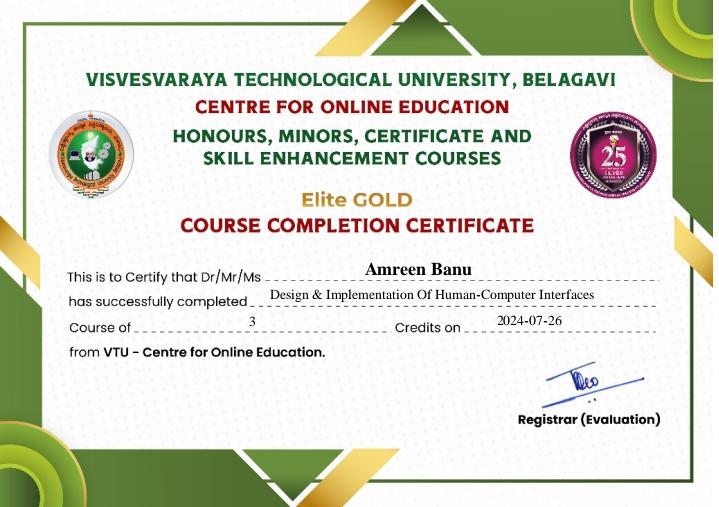 VISVESVARAYA TECHNOLOGICAL UNIVERSITY, BELAGAVI
CENTRE FOR ONLINE EDUCATION
HONOURS, MINORS, CERTIFICATE AND
SKILL ENHANCEMENT COURSES
25
SILVER
Elite GOLD
COURSE COMPLETION CERTIFICATE
This is to Certify that Dr/Mr/Ms Amreen Banu
has successfully completed Design & Implementation Of Human-Computer Interfaces
Course of 3 Credits on 2024-07-26
from VTU - Centre for Online Education.
Registrar (Evaluation)